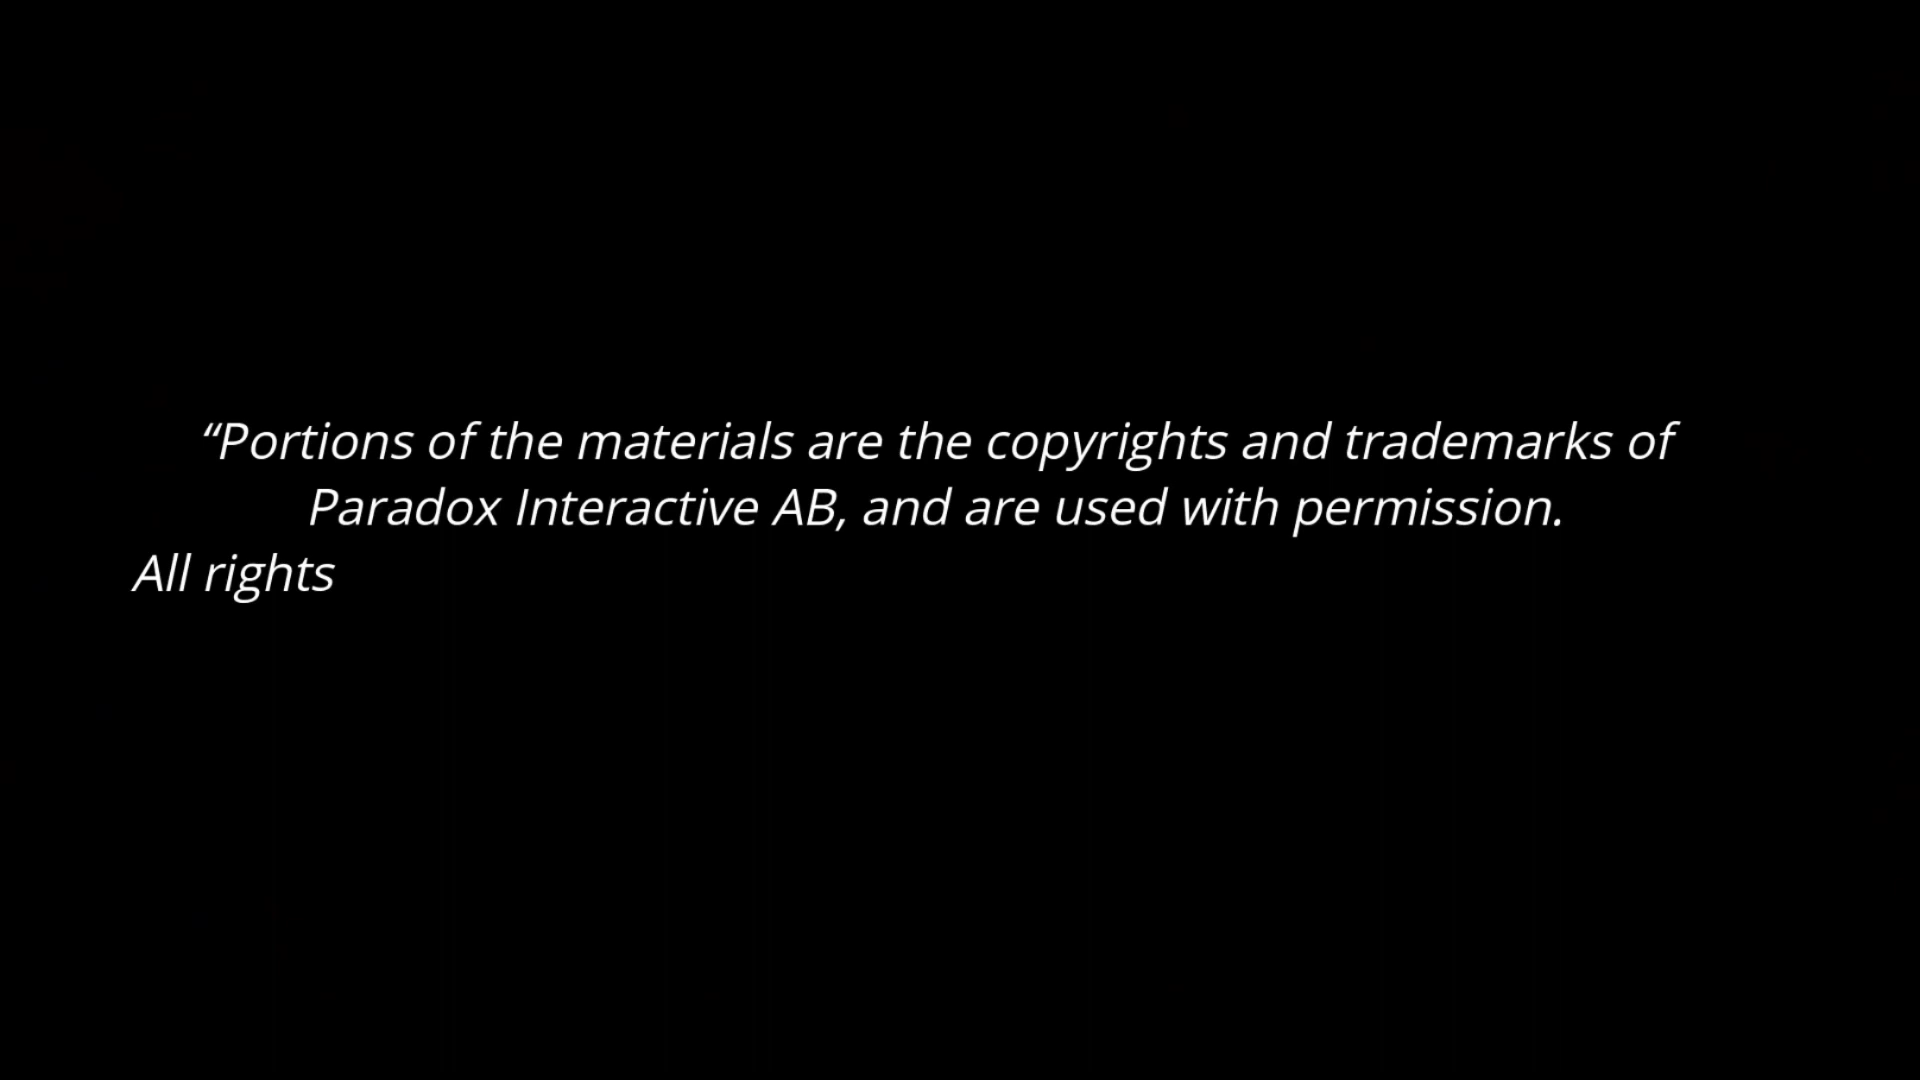 “Portions of the materials are the copyrights and trademarks of
Paradox Interactive AB, and are used with permission.
All rights